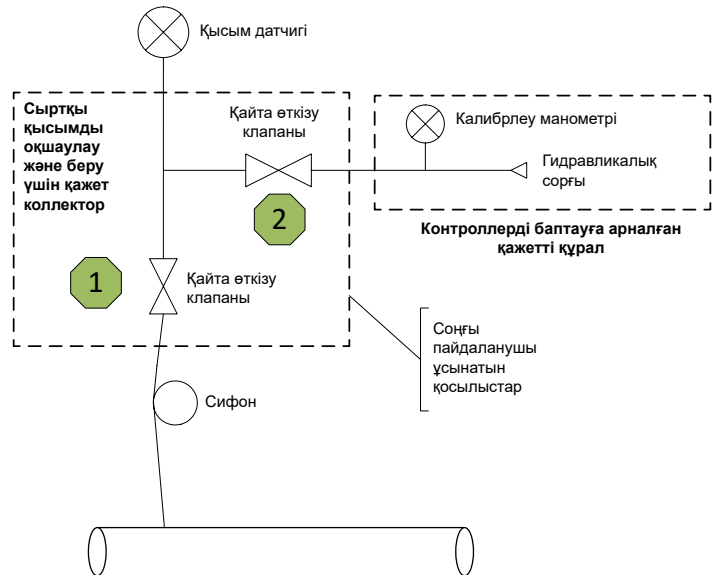 Қысым датчигі
Сыртқы
қысымды
оқшаулау
және беру
үшін қажет
коллектор
Қайта өткізу
клапаны
2
1
Қайта өткізу
клапаны
Калибрлеу манометрі
Гидравликалық
сорғы
Контроллерді баптауға арналған
қажетті құрал
Соңғы
пайдаланушы
ұсынатын
қосылыстар
Сифон